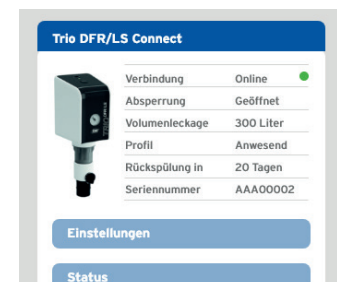 Trio DFR/LS Connect
Verbindung Online
Absperrung Geöffnet
Volumenleckage 300 Liter
Profil Anwesend
Rückspülung in 20 Tagen
Seriennummer AAA00002
Einstellungen
Status